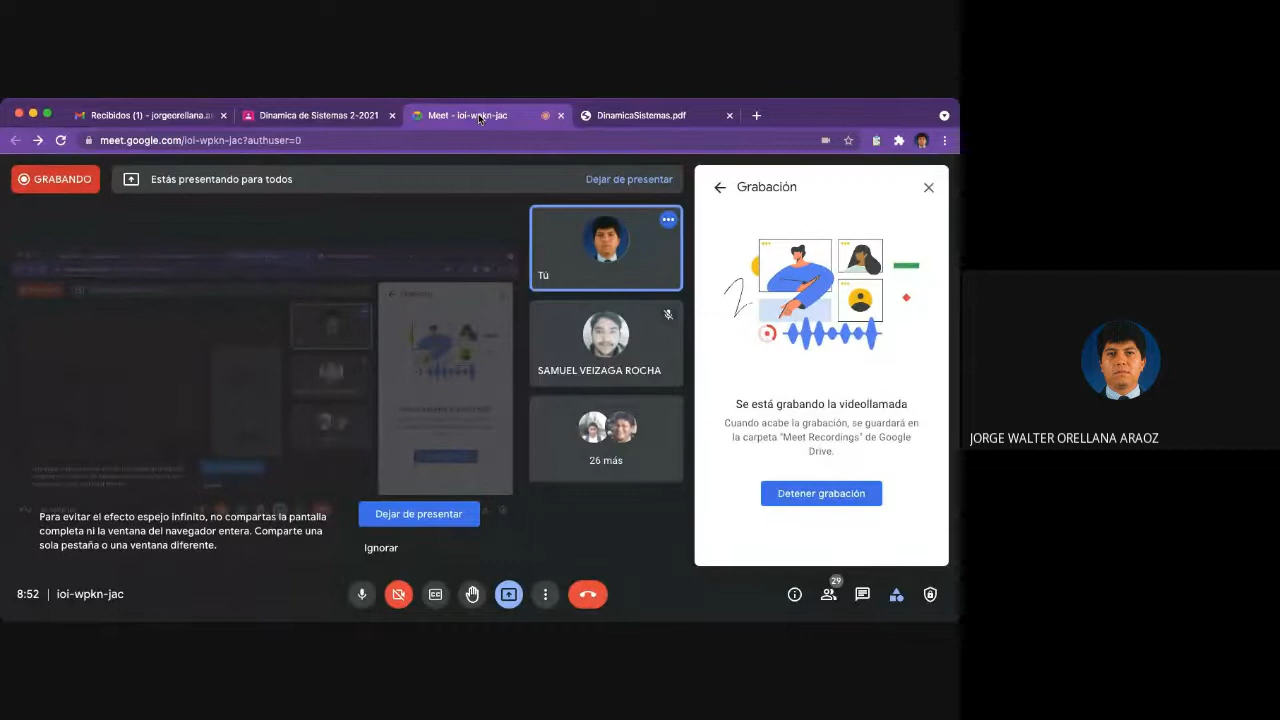 Recibidos (1) - jorgeorellana.a
Dinamica de Sistemas 2-2021
Meet - ioi-wpkn-jac
DinamicaSistemas.pdf
meet.google.com/ioi-wpkn-jac?authuser=0
GRABANDO
Estás presentando para todos
Dejar de presentar
Grabación
Tú
SAMUEL VEIZAGA ROCHA
26 más
Se está grabando la videollamada
Cuando acabe la grabación, se guardará en
la carpeta "Meet Recordings" de Google
Drive.
Detener grabación
Para evitar el efecto espejo infinito, no compartas la pantalla
completa ni la ventana del navegador entera. Comparte una
sola pestaña o una ventana diferente.
Dejar de presentar
Ignorar
8:52
ioi-wpkn-jac
29
JORGE WALTER ORELLANA ARAOZ